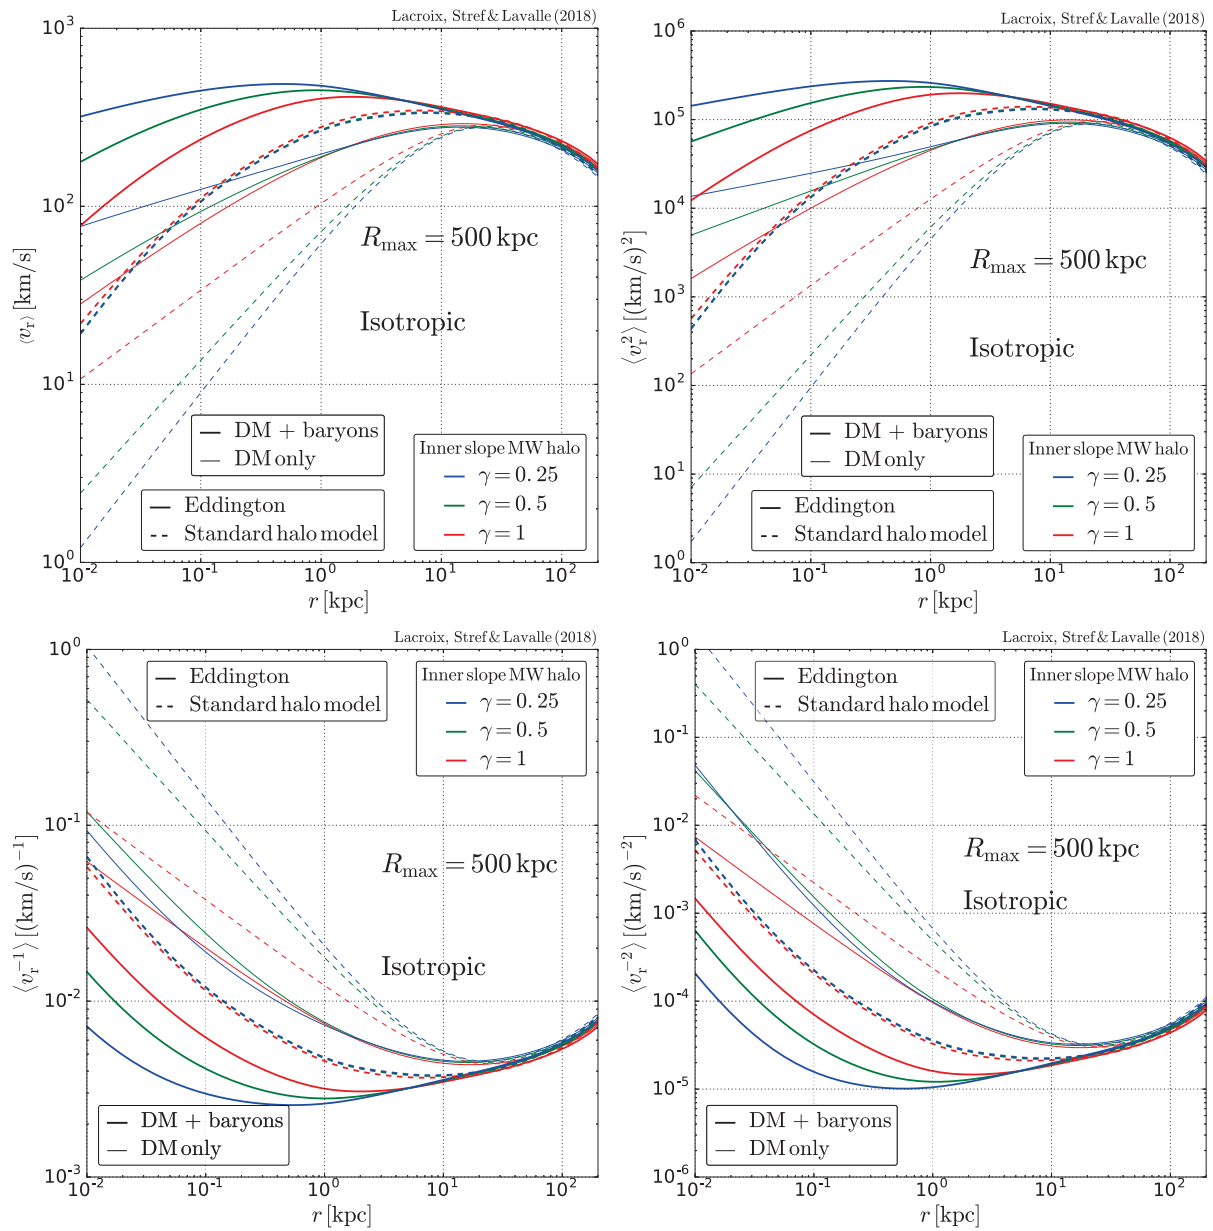 Lacroix, Stref & Lavalle (2018)
10³
10²
10¹
10⁰
⟨v_r⟩ [km/s]
R_max = 500 kpc
Isotropic
DM + baryons
DM only
Eddington
Standard halo model
Inner slope MW halo
γ = 0.25
γ = 0.5
γ = 1
10⁻² 10⁻¹ 10⁰ 10¹ 10²
r [kpc]
Lacroix, Stref & Lavalle (2018)
10⁶
10⁵
10⁴
10³
10²
10¹
10⁰
⟨v_r²⟩ [(km/s)²]
R_max = 500 kpc
Isotropic
DM + baryons
DM only
Eddington
Standard halo model
Inner slope MW halo
γ = 0.25
γ = 0.5
γ = 1
10⁻² 10⁻¹ 10⁰ 10¹ 10²
r [kpc]
Lacroix, Stref & Lavalle (2018)
10⁰
10⁻¹
10⁻²
10⁻³
⟨v_r⁻¹⟩ [(km/s)⁻¹]
Eddington
Standard halo model
Inner slope MW halo
γ = 0.25
γ = 0.5
γ = 1
R_max = 500 kpc
Isotropic
DM + baryons
DM only
10⁻² 10⁻¹ 10⁰ 10¹ 10²
r [kpc]
Lacroix, Stref & Lavalle (2018)
10⁰
10⁻¹
10⁻²
10⁻³
10⁻⁴
10⁻⁵
10⁻⁶
⟨v_r⁻²⟩ [(km/s)⁻²]
Eddington
Standard halo model
Inner slope MW halo
γ = 0.25
γ = 0.5
γ = 1
R_max = 500 kpc
Isotropic
DM + baryons
DM only
10⁻² 10⁻¹ 10⁰ 10¹ 10²
r [kpc]